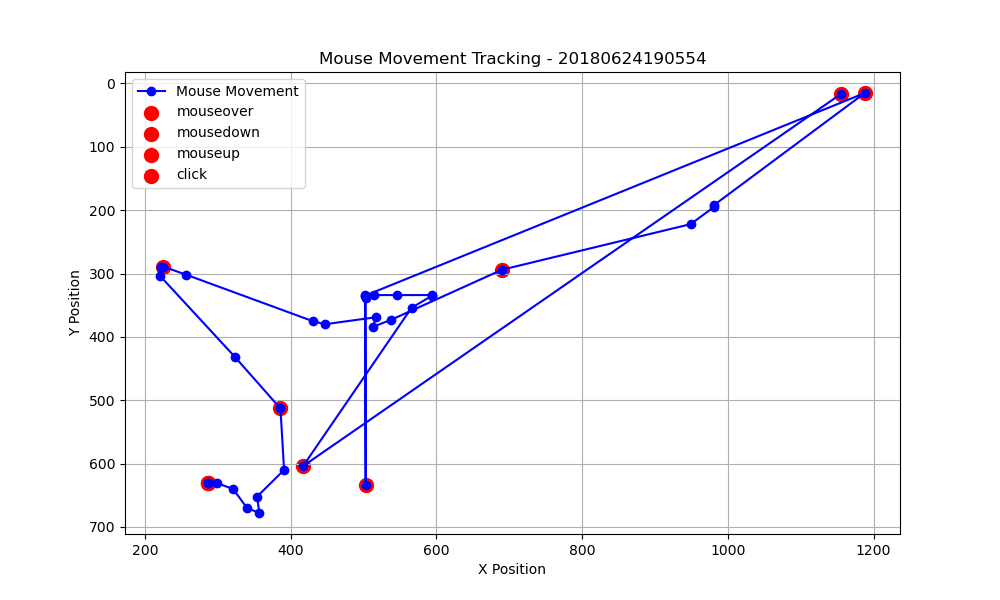 Mouse Movement Tracking - 20180624190554
Mouse Movement
mouseover
mousedown
mouseup
click
Y Position
0
100
200
300
400
500
600
700
200 400 600 800 1000 1200
X Position